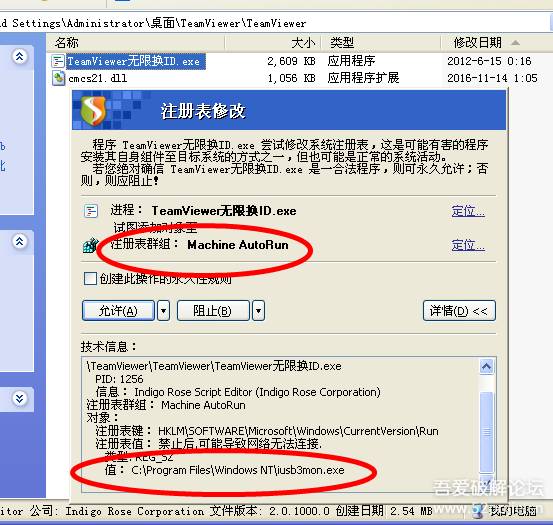 d Settings\Administrator\桌面\TeamViewer\TeamViewer
名称 大小 类型 修改日期
TeamViewer无限换ID.exe 2,609 KB 应用程序 2012-6-15 0:16
cmcs21.dll 1,056 KB 应用程序扩展 2016-11-14 1:05
注册表修改
程序 TeamViewer无限换ID.exe 尝试修改系统注册表，这是可能有害的程序
安装其自身组件至目标系统的方式之一，但也可能是正常的系统活动。
若您绝对确信 TeamViewer无限换ID.exe 是一合法程序，则可永久允许；否
则，则应阻止！
进程： TeamViewer无限换ID.exe 定位...
试图添加对象至
注册表群组： Machine AutoRun 定位...
创建此操作的永久性规则
允许(A) 阻止(B) 详情(D) <<
技术信息：
\TeamViewer\TeamViewer\TeamViewer无限换ID.exe
PID: 1256
信息： Indigo Rose Script Editor (Indigo Rose Corporation)
注册表群组： Machine AutoRun
对象：
注册表键： HKLM\SOFTWARE\Microsoft\Windows\CurrentVersion\Run
注册表值： 禁止后,可能导致网络无法连接.
类型: REG_SZ
值： C:\Program Files\Windows NT\iusb3mon.exe
吾爱破解论坛
itor 公司: Indigo Rose Corporation 文件版本: 2.0.1000.0 创建日期 2.54 MB 我的电脑